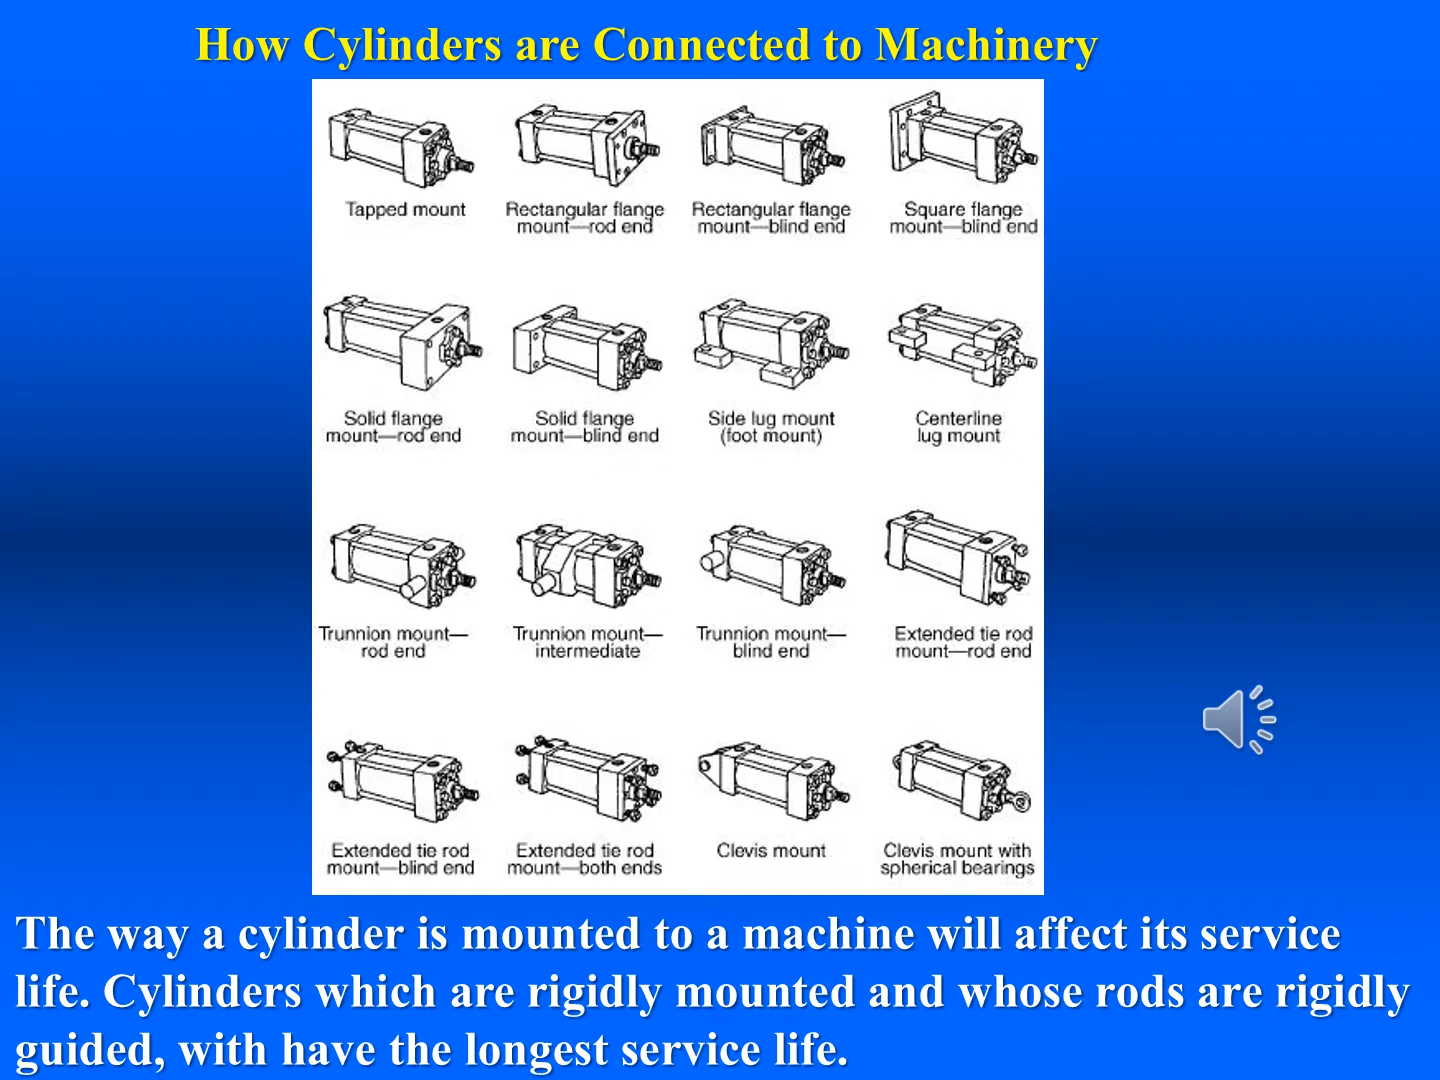 How Cylinders are Connected to Machinery
Tapped mount
Rectangular flange
mount—rod end
Rectangular flange
mount—blind end
Square flange
mount—blind end
Solid flange
mount—rod end
Solid flange
mount—blind end
Side lug mount
(foot mount)
Centerline
lug mount
Trunnion mount—
rod end
Trunnion mount—
intermediate
Trunnion mount—
blind end
Extended tie rod
mount—rod end
Extended tie rod
mount—blind end
Extended tie rod
mount—both ends
Clevis mount
Clevis mount with
spherical bearings
The way a cylinder is mounted to a machine will affect its service
life. Cylinders which are rigidly mounted and whose rods are rigidly
guided, with have the longest service life.